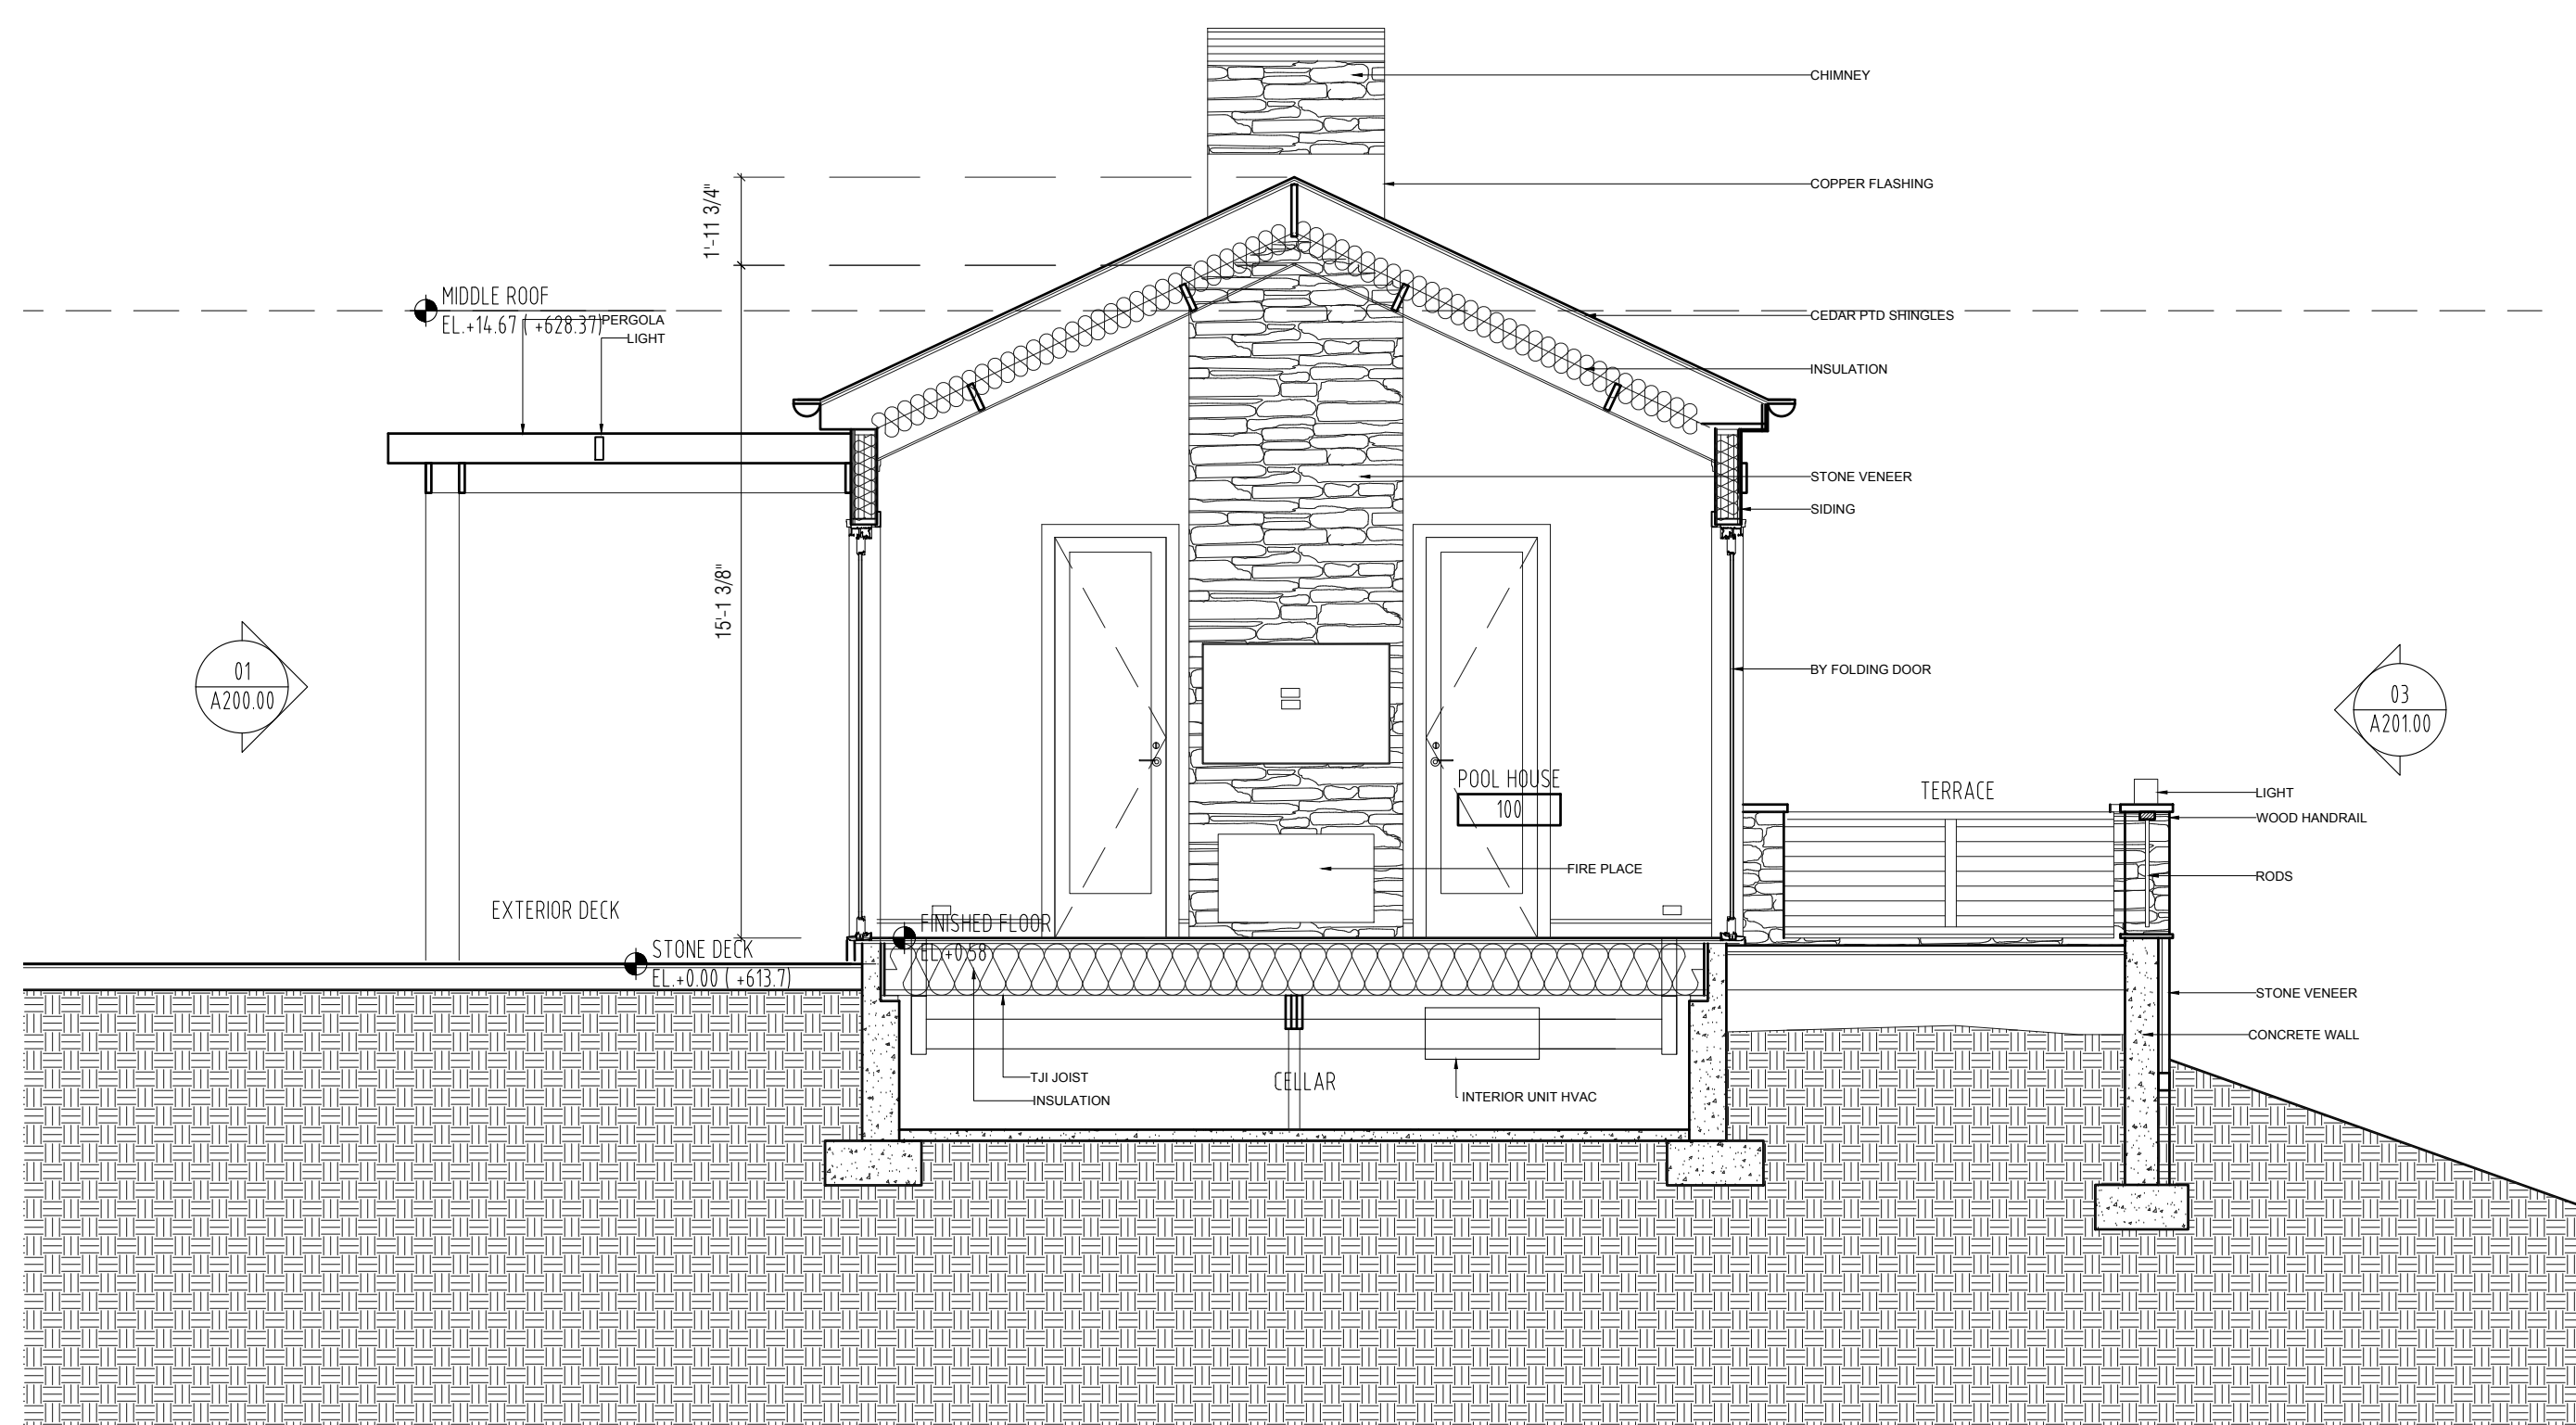 CHIMNEY
COPPER FLASHING
1'-11 3/4"
MIDDLE ROOF
EL.+14.67 ( +628.37)
PERGOLA
LIGHT
CEDAR PTD SHINGLES
INSULATION
STONE VENEER
SIDING
15'-1 3/8"
01
A200.00
BY FOLDING DOOR
03
A201.00
POOL HOUSE
100
TERRACE
LIGHT
WOOD HANDRAIL
FIRE PLACE
RODS
EXTERIOR DECK
FINISHED FLOOR
EL.+0.58
STONE DECK
EL.+0.00 ( +613.7)
STONE VENEER
CONCRETE WALL
TJI JOIST
INSULATION
CELLAR
INTERIOR UNIT HVAC